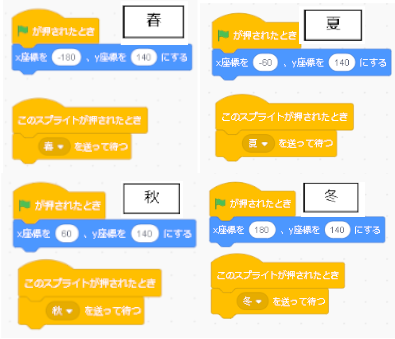 春
が押されたとき
x座標を -180 、y座標を 140 にする
このスプライトが押されたとき
春 を送って待つ
夏
が押されたとき
x座標を -60 、y座標を 140 にする
このスプライトが押されたとき
夏 を送って待つ
秋
が押されたとき
x座標を 60 、y座標を 140 にする
このスプライトが押されたとき
秋 を送って待つ
冬
が押されたとき
x座標を 180 、y座標を 140 にする
このスプライトが押されたとき
冬 を送って待つ